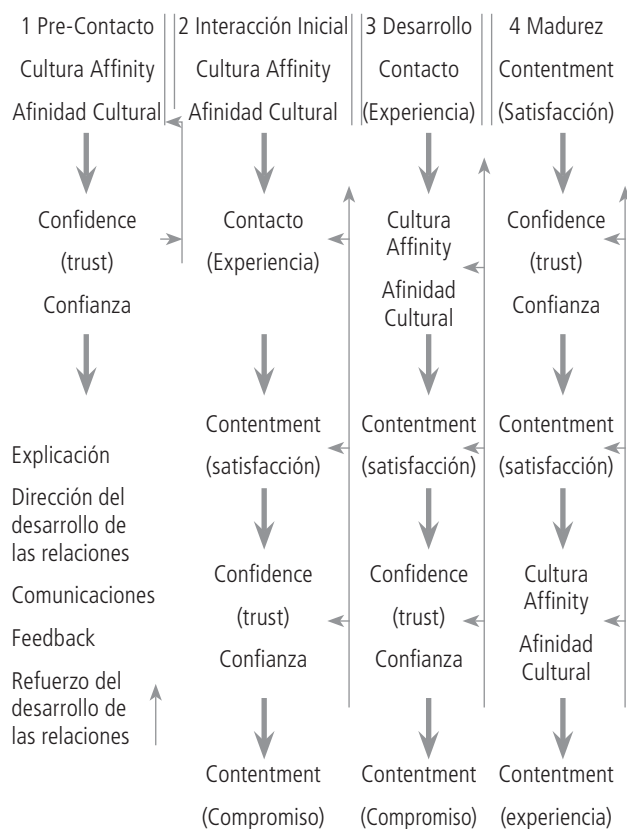 1 Pre-Contacto
Cultura Affinity
Afinidad Cultural
Confidence
(trust)
Confianza
Explicación
Dirección del
desarrollo de
las relaciones
Comunicaciones
Feedback
Refuerzo del
desarrollo de
las relaciones
2 Interacción Inicial
Cultura Affinity
Afinidad Cultural
Contacto
(Experiencia)
Contentment
(satisfacción)
Confidence
(trust)
Confianza
Contentment
(Compromiso)
3 Desarrollo
Contacto
(Experiencia)
Cultura
Affinity
Afinidad
Cultural
Contentment
(satisfacción)
Confidence
(trust)
Confianza
Contentment
(Compromiso)
4 Madurez
Contentment
(Satisfacción)
Confidence
(trust)
Confianza
Contentment
(satisfacción)
Cultura
Affinity
Afinidad
Cultural
Contentment
(experiencia)